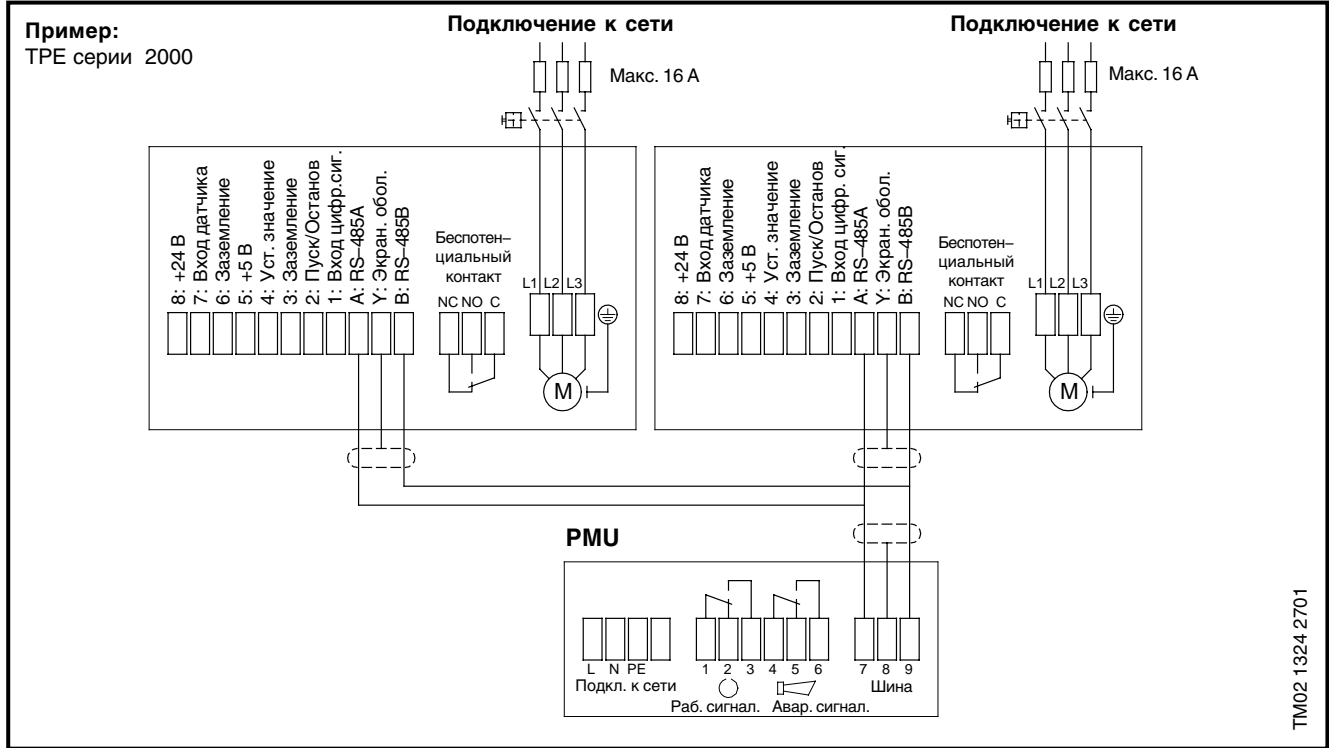 Пример:
TPE серии 2000
Подключение к сети
Макс. 16 А
8: +24 В
7: Вход датчика
6: Заземление
5: +5 В
4: Уст. значение
3: Заземление
2: Пуск/Останов
1: Вход цифр.сиг.
A: RS–485A
Y: Экран. обол.
B: RS–485B
Беспотен–
циальный
контакт
NC NO C
L1 L2 L3
M
Подключение к сети
Макс. 16 А
8: +24 В
7: Вход датчика
6: Заземление
5: +5 В
4: Уст. значение
3: Заземление
2: Пуск/Останов
1: Вход цифр. сиг.
A: RS–485A
Y: Экран. обол.
B: RS–485B
Беспотен–
циальный
контакт
NC NO C
L1 L2 L3
M
PMU
L N PE
Подкл. к сети
1 2 3 4 5 6
Раб. сигнал. Авар. сигнал.
7 8 9
Шина
TM02 1324 2701